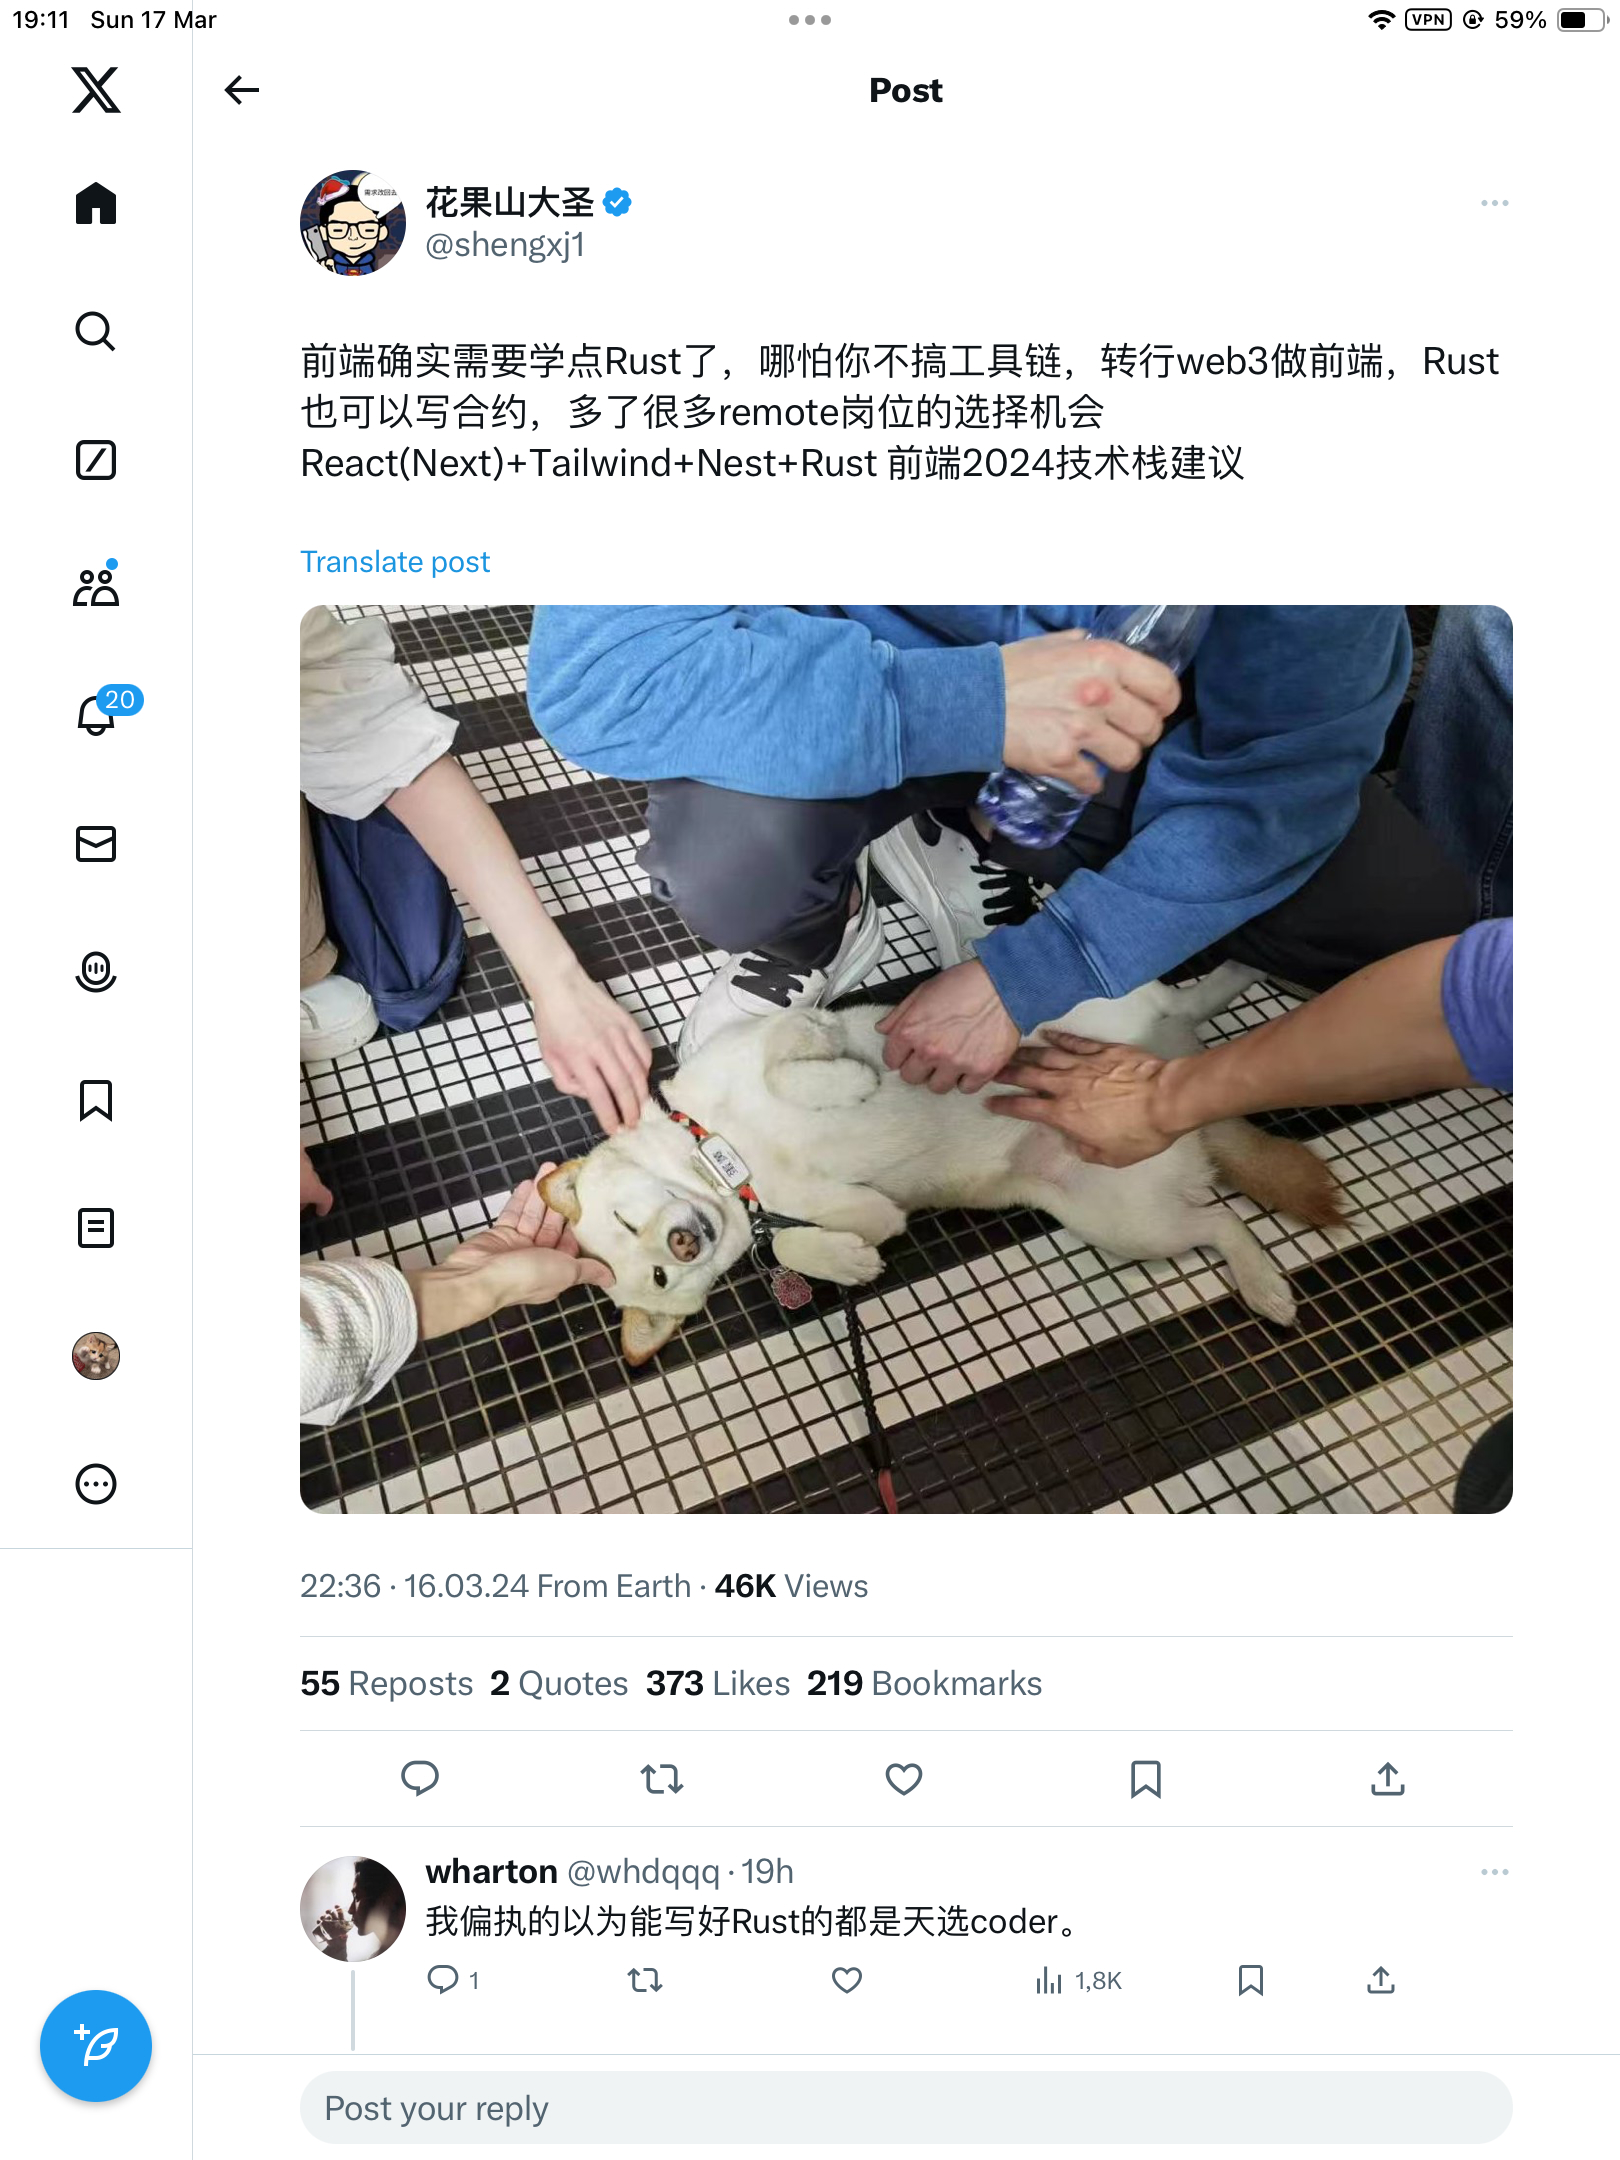 19:11 Sun 17 Mar
VPN 59%
Post
需求改回去
花果山大圣
@shengxj1
前端确实需要学点Rust了，哪怕你不搞工具链，转行web3做前端，Rust
也可以写合约，多了很多remote岗位的选择机会
React(Next)+Tailwind+Nest+Rust 前端2024技术栈建议
Translate post
20
22:36 · 16.03.24 From Earth · 46K Views
55 Reposts 2 Quotes 373 Likes 219 Bookmarks
wharton @whdqqq · 19h
我偏执的以为能写好Rust的都是天选coder。
1 1,8K
Post your reply